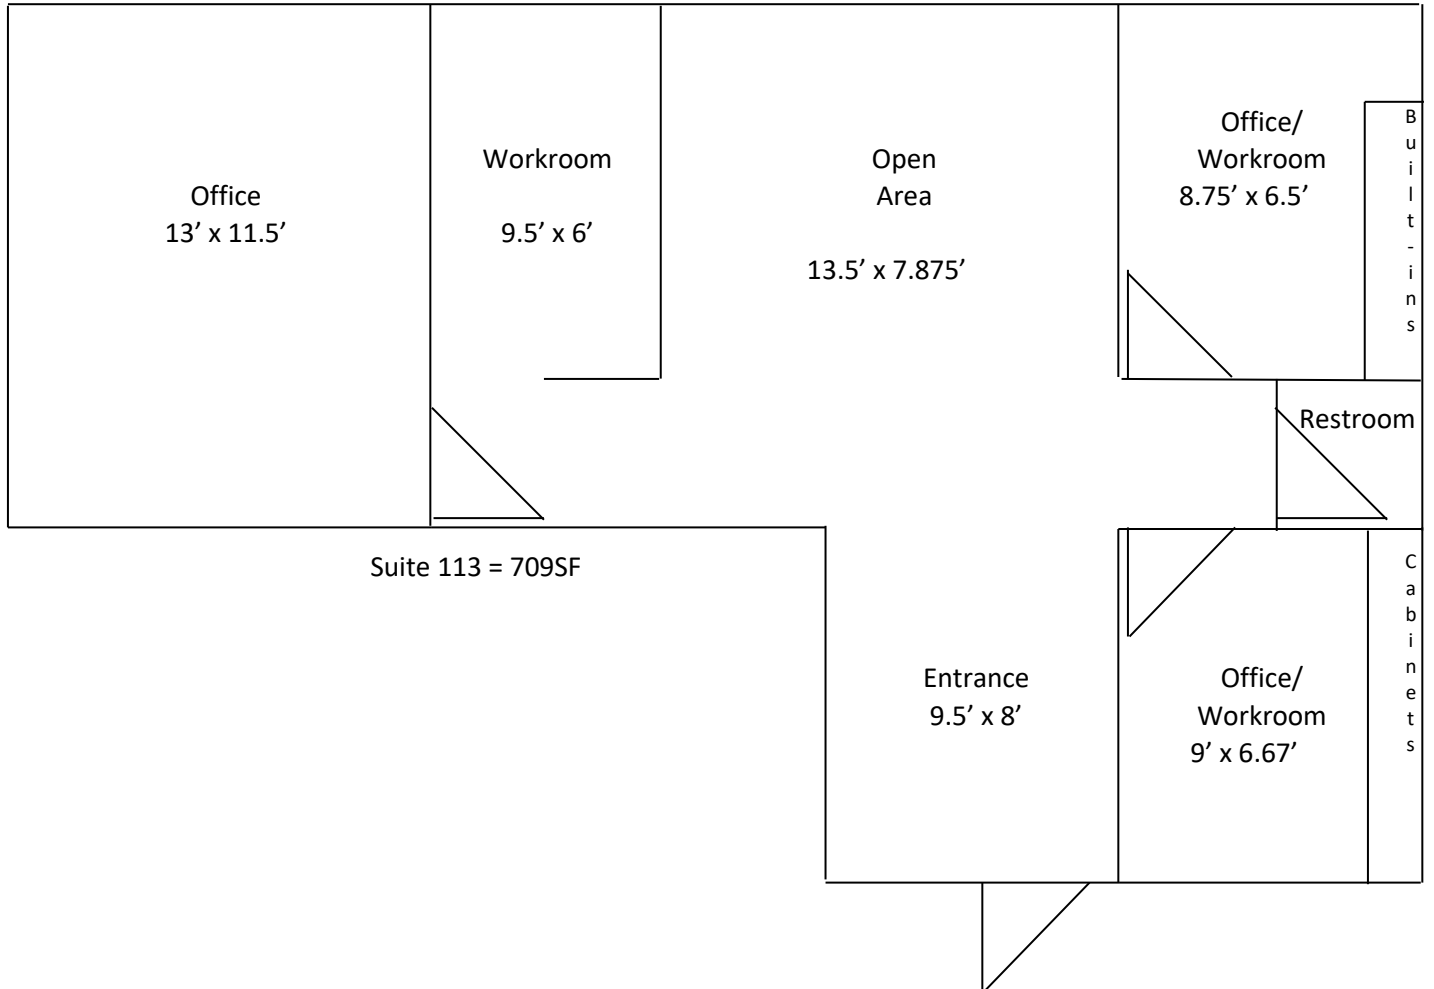 Office
13’ x 11.5’
Workroom
9.5’ x 6’
Open
Area
13.5’ x 7.875’
Office/
Workroom
8.75’ x 6.5’
Built-ins
Restroom
Suite 113 = 709SF
Entrance
9.5’ x 8’
Office/
Workroom
9’ x 6.67’
Cabinets